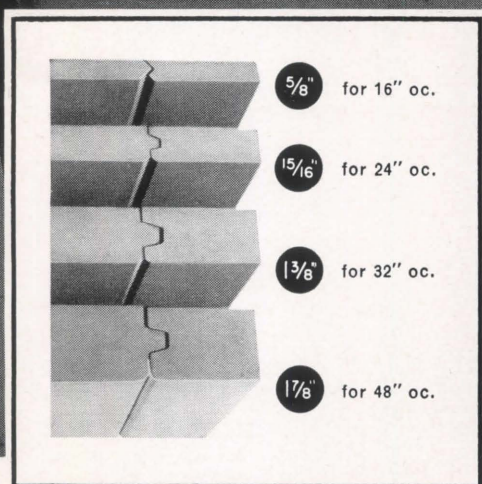 5/8" for 16" oc.
15/16" for 24" oc.
1 3/8" for 32" oc.
1 7/8" for 48" oc.